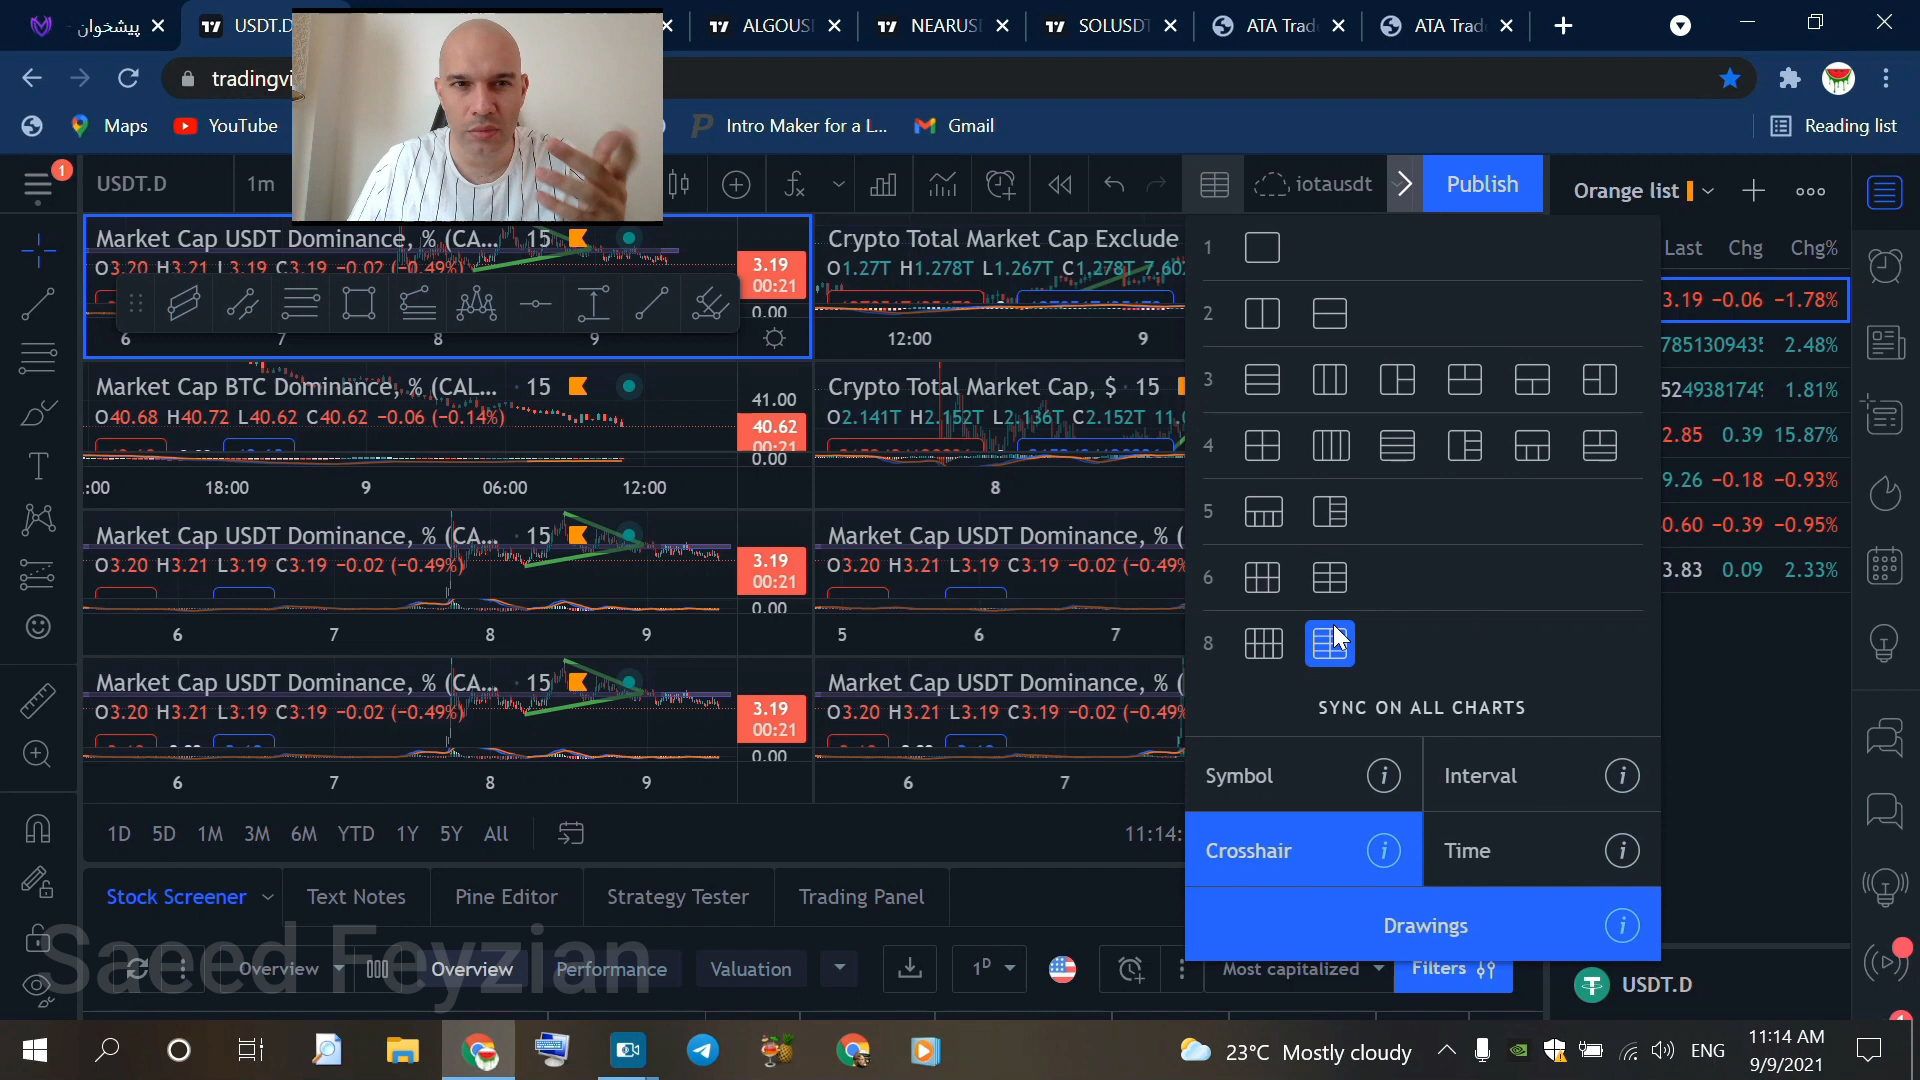 پیشخوان
USDT.D
ALGOUS
NEARUS
SOLUSDT
ATA Trad
ATA Trad
tradingvi
Maps
YouTube
Intro Maker for a L...
Gmail
Reading list
1
USDT.D
1m
iotausdt
Publish
Orange list
Market Cap USDT Dominance, % (CA...
15
O3.20 H3.21 L3.19 C3.19 −0.02 (−0.49%)
3.19
00:21
0.00
6 7 8 9
Crypto Total Market Cap Exclude
O1.27T H1.278T L1.267T C1.278T
12:00 9
Market Cap BTC Dominance, % (CAL...
15
O40.68 H40.72 L40.62 C40.62 −0.06 (−0.14%)
41.00
40.62
00:21
0.00
:00 18:00 9 06:00 12:00
Crypto Total Market Cap, $ · 15
O2.141T H2.152T L2.136T C2.152T
8
Market Cap USDT Dominance, % (CA...
15
O3.20 H3.21 L3.19 C3.19 −0.02 (−0.49%)
3.19
00:21
0.00
6 7 8 9
Market Cap USDT Dominance, % (
O3.20 H3.21 L3.19 C3.19 −0.02 (−0.49%
5 6 7
Market Cap USDT Dominance, % (CA...
15
O3.20 H3.21 L3.19 C3.19 −0.02 (−0.49%)
3.19
00:21
0.00
6 7 8 9
Market Cap USDT Dominance, % (
O3.20 H3.21 L3.19 C3.19 −0.02 (−0.49%
6 7
1
2
3
4
5
6
8
SYNC ON ALL CHARTS
Symbol
Interval
Crosshair
Time
Drawings
Last Chg Chg%
3.19 −0.06 −1.78%
2.48%
1.81%
2.85 0.39 15.87%
9.26 −0.18 −0.93%
0.60 −0.39 −0.95%
3.83 0.09 2.33%
1D 5D 1M 3M 6M YTD 1Y 5Y All
11:14:
Stock Screener
Text Notes
Pine Editor
Strategy Tester
Trading Panel
Overview
Overview
Performance
Valuation
1D
Most capitalized
Filters
USDT.D
Saeed Feyzian
23°C Mostly cloudy
ENG
11:14 AM
9/9/2021